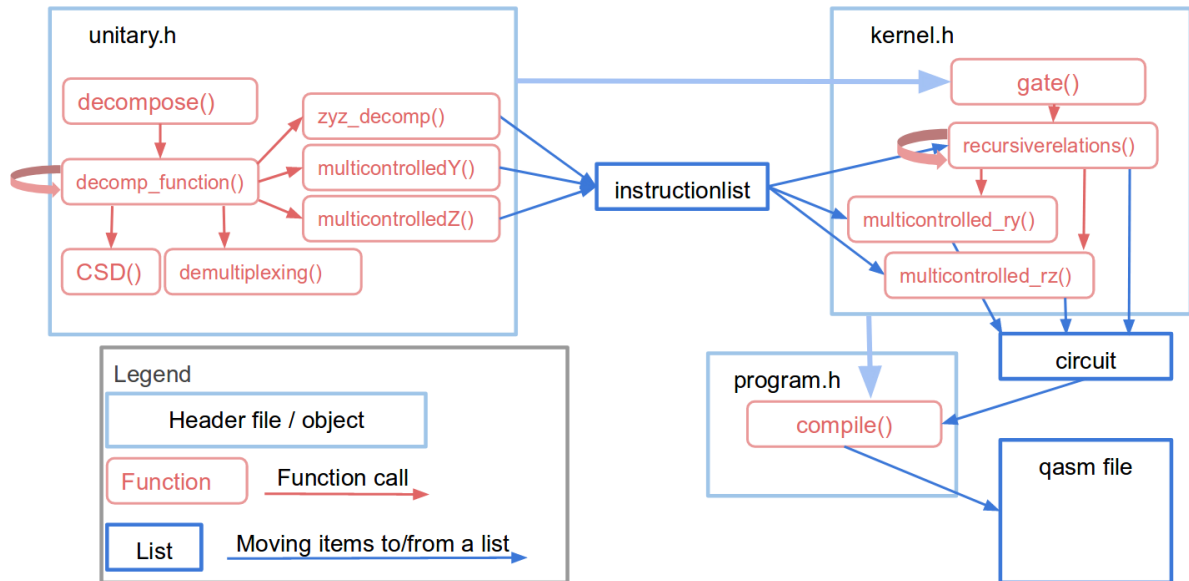 unitary.h
decompose()
zyz_decomp()
decomp_function()
multicontrolledY()
multicontrolledZ()
CSD()
demultiplexing()
instructionlist
kernel.h
gate()
recursiverelations()
multicontrolled_ry()
multicontrolled_rz()
circuit
program.h
compile()
qasm file
Legend
Header file / object
Function
Function call
List
Moving items to/from a list